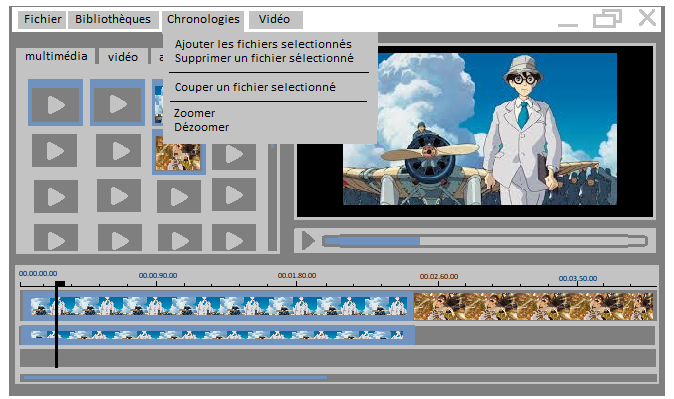 Fichier Bibliothèques Chronologies Vidéo
multimédia vidéo a
Ajouter les fichiers selectionnés
Supprimer un fichier sélectionné
Couper un fichier selectionné
Zoomer
Dézoomer
00.00.00.00 00.00.90.00 00.01.80.00 00.02.60.00 00.03.50.00